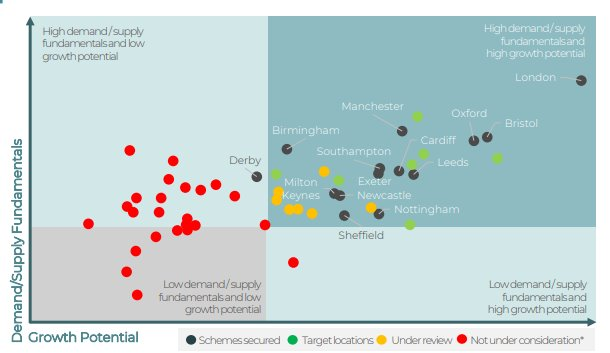 High demand / supply
fundamentals and low
growth potential
High demand / supply
fundamentals and
high growth potential
London
Manchester
Oxford
Bristol
Birmingham
Cardiff
Southampton
Leeds
Derby
Exeter
Milton
Keynes
Newcastle
Nottingham
Sheffield
Low demand / supply
fundamentals and low
growth potential
Low demand / supply
fundamentals and
high growth potential
Demand/Supply Fundamentals
Growth Potential
Schemes secured
Target locations
Under review
Not under consideration*